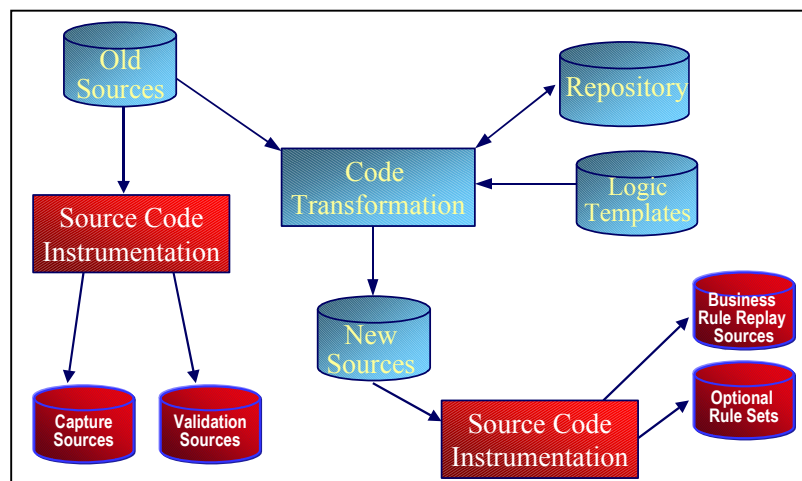 Old
Sources
Repository
Code
Transformation
Logic
Templates
Source Code
Instrumentation
Business
Rule Replay
Sources
New
Sources
Optional
Rule Sets
Capture
Sources
Validation
Sources
Source Code
Instrumentation